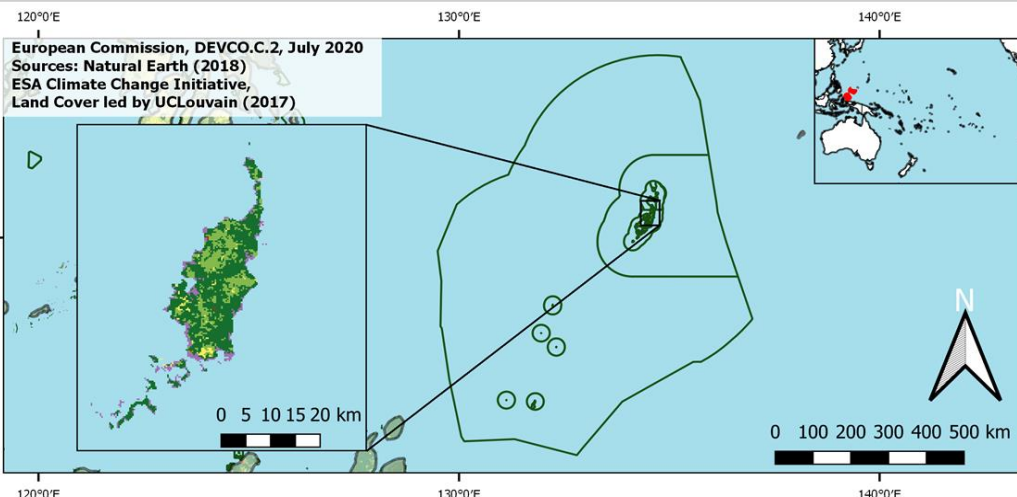 120°0'E 130°0'E 140°0'E
European Commission, DEVCO.C.2, July 2020
Sources: Natural Earth (2018)
ESA Climate Change Initiative,
Land Cover led by UCLouvain (2017)
N
0 5 10 15 20 km
0 100 200 300 400 500 km
120°0'E 130°0'E 140°0'E